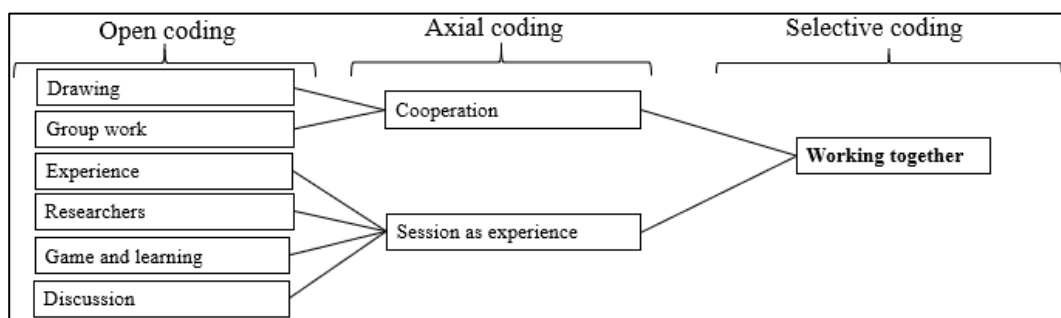 Open coding
Axial coding
Selective coding
Drawing
Group work
Experience
Researchers
Game and learning
Discussion
Cooperation
Session as experience
Working together